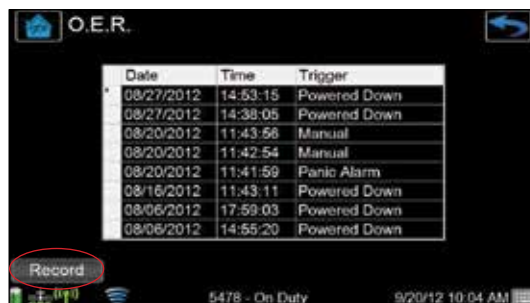 O.E.R.
Date Time Trigger
08/27/2012 14:53:15 Powered Down
08/27/2012 14:38:05 Powered Down
08/20/2012 11:43:56 Manual
08/20/2012 11:42:54 Manual
08/20/2012 11:41:59 Panic Alarm
08/16/2012 11:43:11 Powered Down
08/06/2012 17:59:03 Powered Down
08/06/2012 14:55:20 Powered Down
Record
5478 - On Duty 9/20/12 10:04 AM